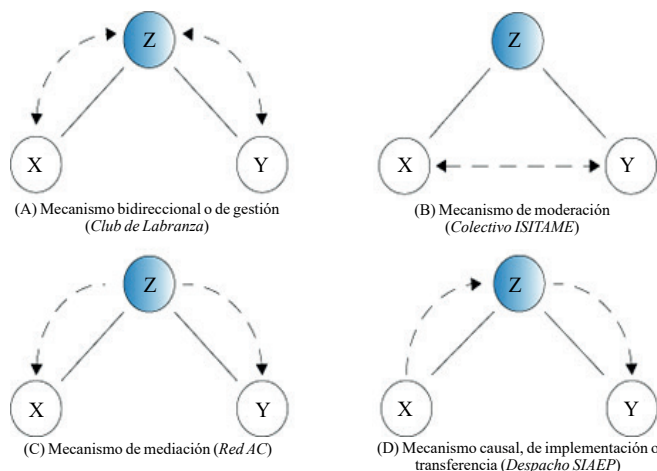 Z
X
Y
(A) Mecanismo bidireccional o de gestión
(Club de Labranza)
Z
X
Y
(B) Mecanismo de moderación
(Colectivo ISITAME)
Z
X
Y
(C) Mecanismo de mediación (Red AC)
Z
X
Y
(D) Mecanismo causal, de implementación o
transferencia (Despacho SIAEP)